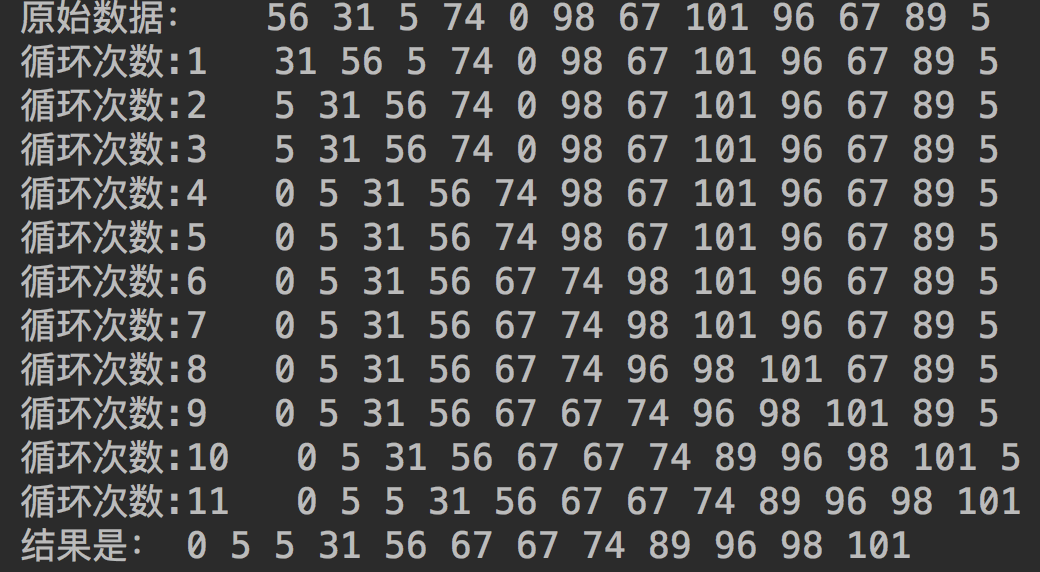 原始数据:    56 31 5 74 0 98 67 101 96 67 89 5
循环次数:1   31 56 5 74 0 98 67 101 96 67 89 5
循环次数:2   5 31 56 74 0 98 67 101 96 67 89 5
循环次数:3   5 31 56 74 0 98 67 101 96 67 89 5
循环次数:4   0 5 31 56 74 98 67 101 96 67 89 5
循环次数:5   0 5 31 56 74 98 67 101 96 67 89 5
循环次数:6   0 5 31 56 67 74 98 101 96 67 89 5
循环次数:7   0 5 31 56 67 74 98 101 96 67 89 5
循环次数:8   0 5 31 56 67 74 96 98 101 67 89 5
循环次数:9   0 5 31 56 67 67 74 96 98 101 89 5
循环次数:10   0 5 31 56 67 67 74 89 96 98 101 5
循环次数:11   0 5 5 31 56 67 67 74 89 96 98 101
结果是: 0 5 5 31 56 67 67 74 89 96 98 101